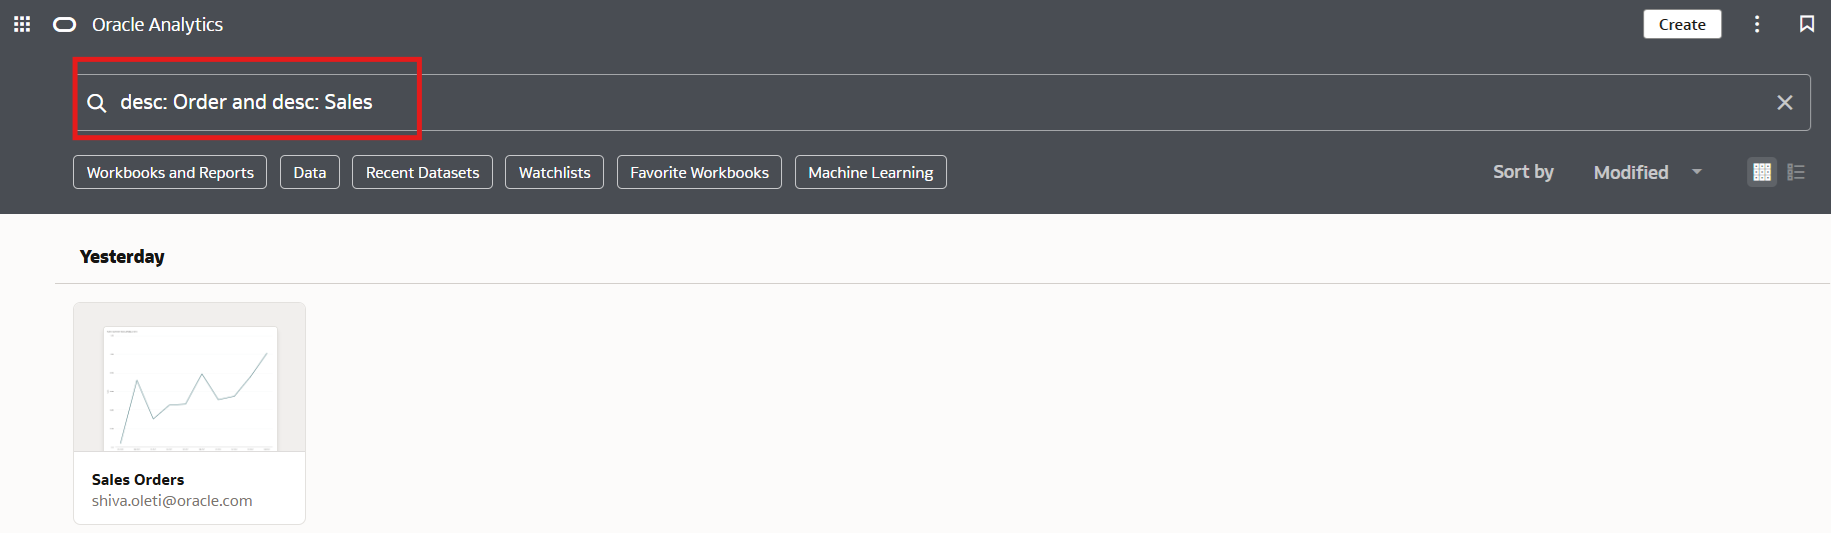 Oracle Analytics
Create
desc: Order and desc: Sales
Workbooks and Reports
Data
Recent Datasets
Watchlists
Favorite Workbooks
Machine Learning
Sort by
Modified
Yesterday
Sales Orders
shiva.oleti@oracle.com